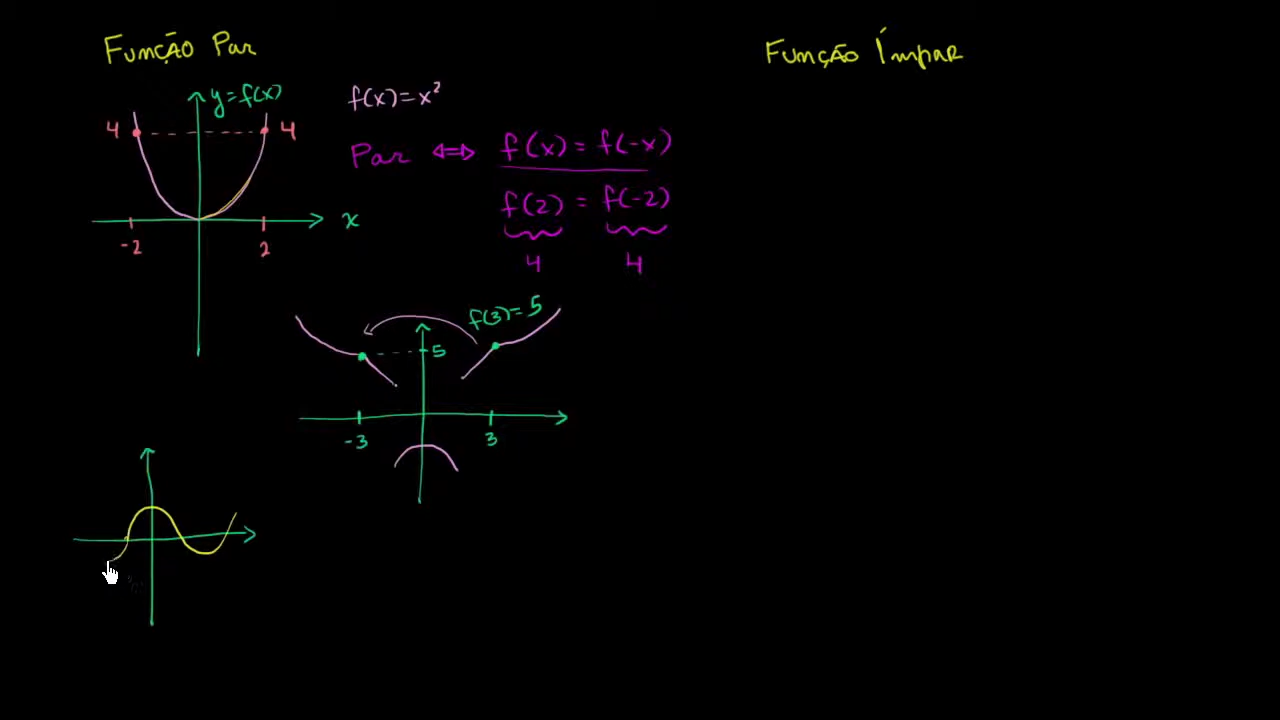 Função Par
Função Ímpar
y=f(x)
f(x)=x²
4
4
Par ⇔ f(x) = f(-x)
f(2) = f(-2)
4
4
x
-2
2
f(3)=5
5
-3
3